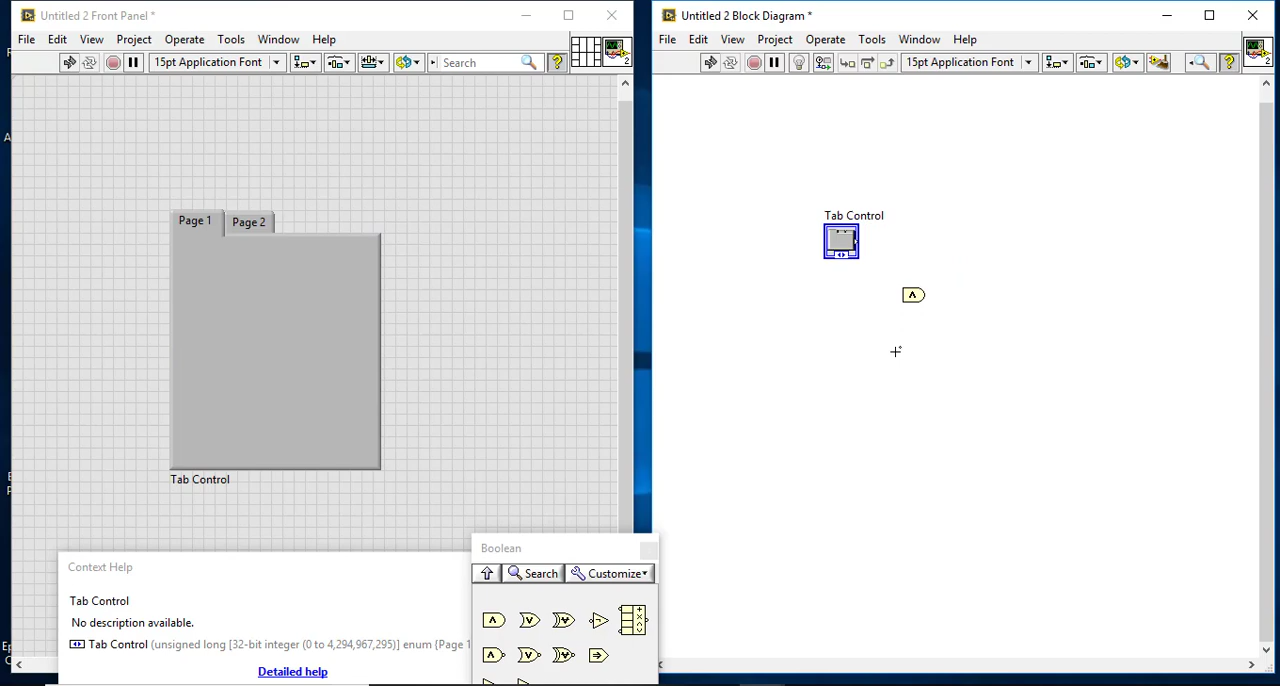 Untitled 2 Front Panel *
File Edit View Project Operate Tools Window Help
15pt Application Font
Search
?
2
Page 1
Page 2
Tab Control
Context Help
Tab Control
No description available.
Tab Control (unsigned long [32-bit integer (0 to 4,294,967,295)] enum {Page 1
Detailed help
Boolean
Search
Customize
Untitled 2 Block Diagram *
File Edit View Project Operate Tools Window Help
15pt Application Font
?
2
Tab Control